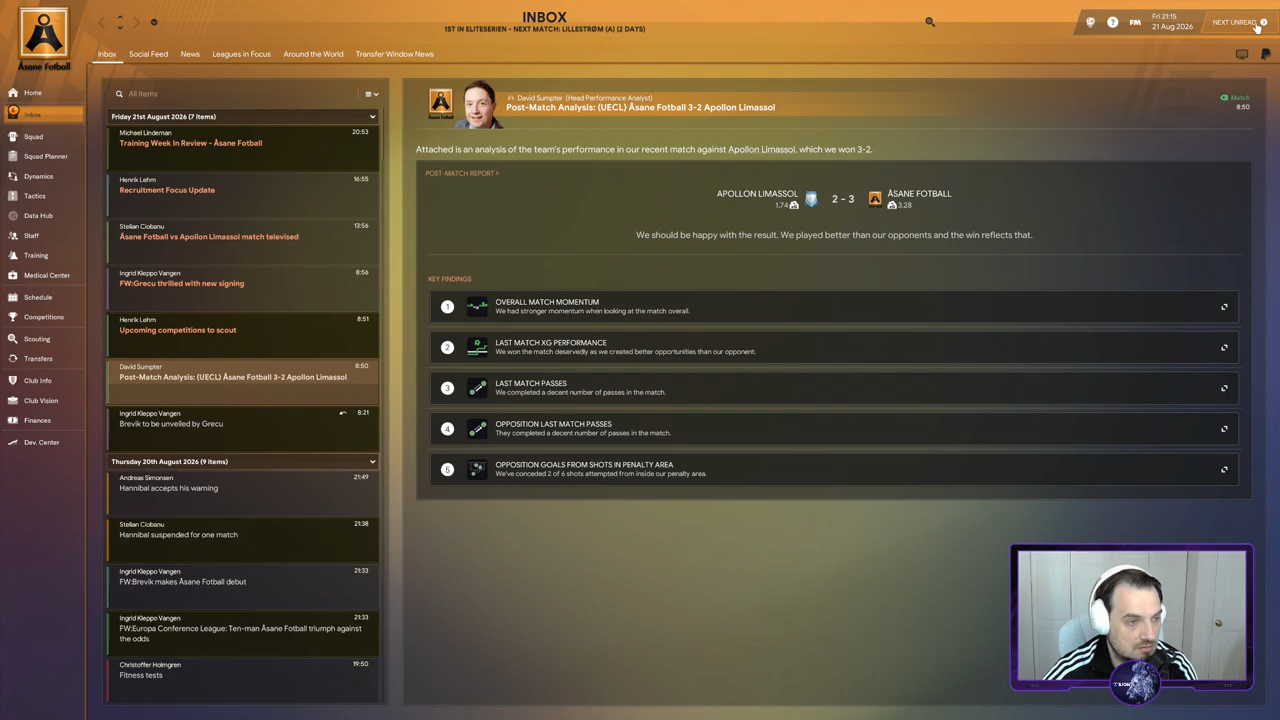 INBOX
1ST IN ELITESERIEN - NEXT MATCH: LILLESTRØM (A) (2 DAYS)
FM
Fri 21:15
21 Aug 2026
NEXT UNREAD
Åsane Fotball
Inbox
Social Feed
News
Leagues in Focus
Around the World
Transfer Window News
Home
Inbox
Squad
Squad Planner
Dynamics
Tactics
Data Hub
Staff
Training
Medical Center
Schedule
Competitions
Scouting
Transfers
Club Info
Club Vision
Finances
Dev. Center
All Items
Friday 21st August 2026 (7 items)
Michael Lindeman 20:53
Training Week In Review - Åsane Fotball
Henrik Lehm 16:55
Recruitment Focus Update
Stelian Ciobanu 13:56
Åsane Fotball vs Apollon Limassol match televised
Ingrid Kleppo Vangen 8:56
FW:Grecu thrilled with new signing
Henrik Lehm 8:51
Upcoming competitions to scout
David Sumpter 8:50
Post-Match Analysis: (UECL) Åsane Fotball 3-2 Apollon Limassol
Ingrid Kleppo Vangen 8:21
Brevik to be unveiled by Grecu
Thursday 20th August 2026 (9 items)
Andreas Simonsen 21:49
Hannibal accepts his warning
Stelian Ciobanu 21:38
Hannibal suspended for one match
Ingrid Kleppo Vangen 21:33
FW:Brevik makes Åsane Fotball debut
Ingrid Kleppo Vangen 21:33
FW:Europa Conference League: Ten-man Åsane Fotball triumph against
the odds
Christoffer Holmgren 19:50
Fitness tests
David Sumpter (Head Performance Analyst)
Post-Match Analysis: (UECL) Åsane Fotball 3-2 Apollon Limassol
Match
8:50
Attached is an analysis of the team's performance in our recent match against Apollon Limassol, which we won 3-2.
POST-MATCH REPORT >
APOLLON LIMASSOL 2 - 3 ÅSANE FOTBALL
1.74 3.28
We should be happy with the result. We played better than our opponents and the win reflects that.
KEY FINDINGS
1 OVERALL MATCH MOMENTUM
We had stronger momentum when looking at the match overall.
2 LAST MATCH XG PERFORMANCE
We won the match deservedly as we created better opportunities than our opponent.
3 LAST MATCH PASSES
We completed a decent number of passes in the match.
4 OPPOSITION LAST MATCH PASSES
They completed a decent number of passes in the match.
5 OPPOSITION GOALS FROM SHOTS IN PENALTY AREA
We've conceded 2 of 6 shots attempted from inside our penalty area.